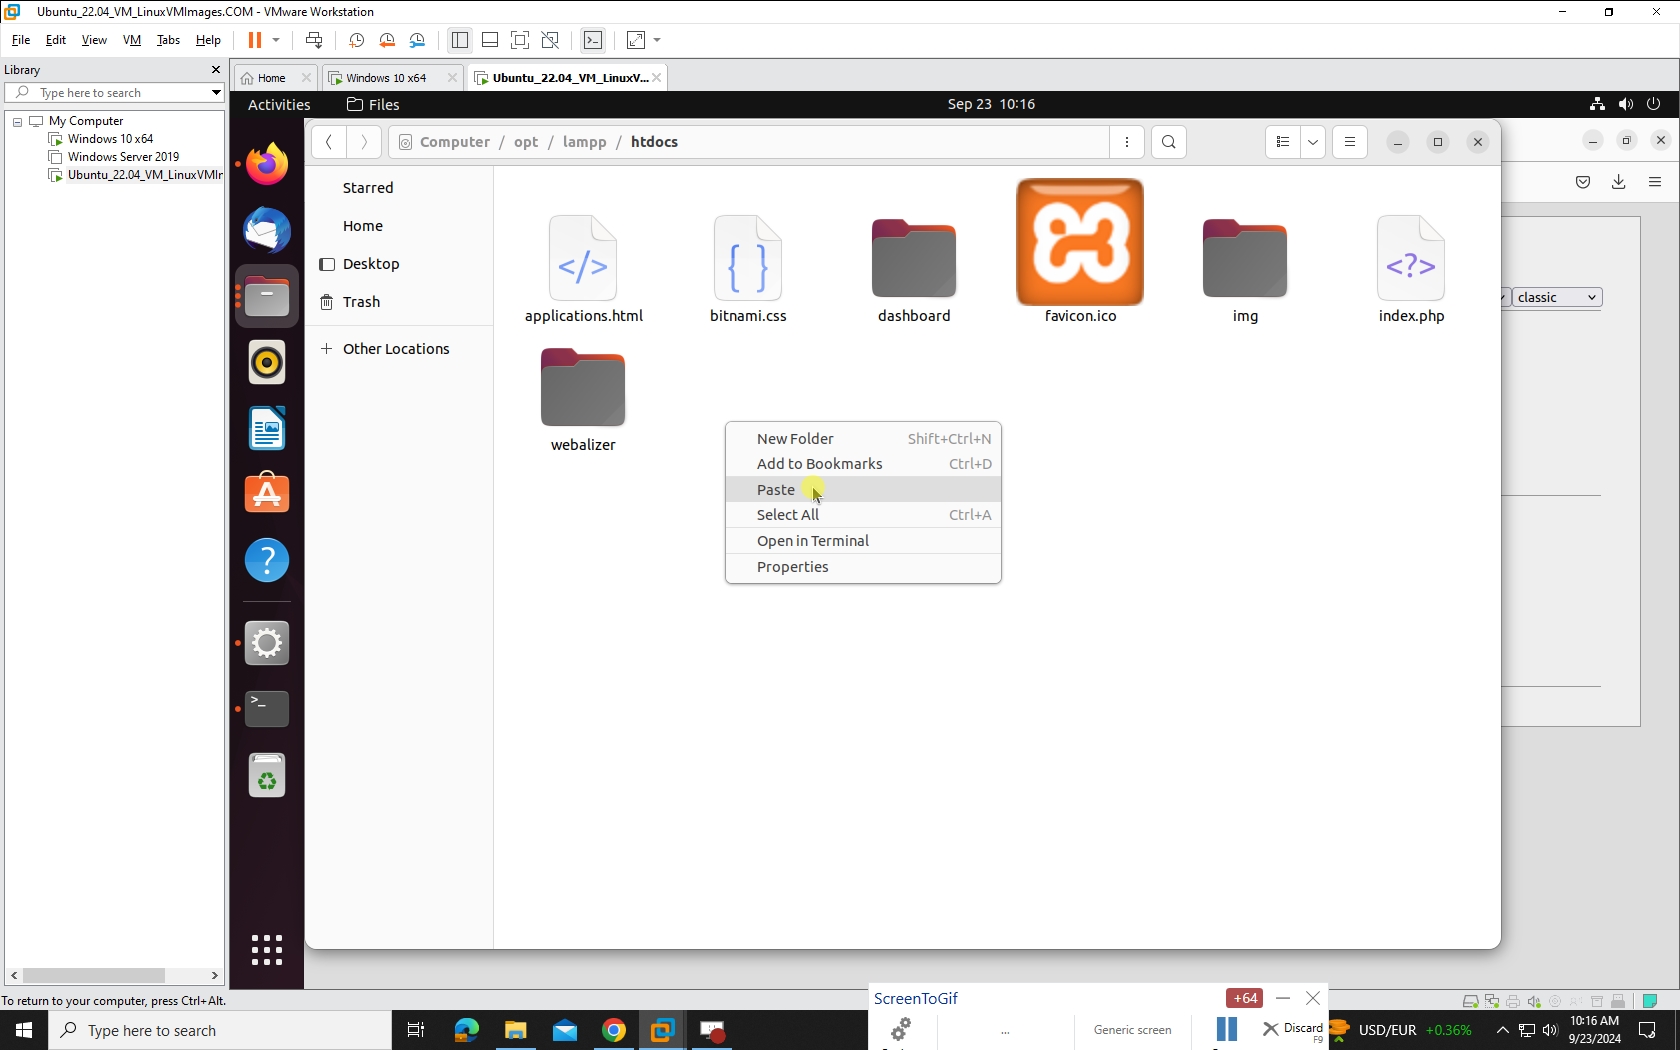 Ubuntu_22.04_VM_LinuxVMImages.COM - VMware Workstation
File Edit View VM Tabs Help
Library
Type here to search
My Computer
Windows 10 x64
Windows Server 2019
Ubuntu_22.04_VM_LinuxVMIr
Home
Windows 10 x64
Ubuntu_22.04_VM_LinuxV...
Activities
Files
Sep 23 10:16
Computer / opt / lampp / htdocs
Starred
Home
Desktop
Trash
Other Locations
applications.html
bitnami.css
dashboard
favicon.ico
img
index.php
webalizer
New Folder Shift+Ctrl+N
Add to Bookmarks Ctrl+D
Paste
Select All Ctrl+A
Open in Terminal
Properties
classic
To return to your computer, press Ctrl+Alt.
ScreenToGif
+64
...
Generic screen
Discard
F9
Type here to search
USD/EUR +0.36%
10:16 AM
9/23/2024